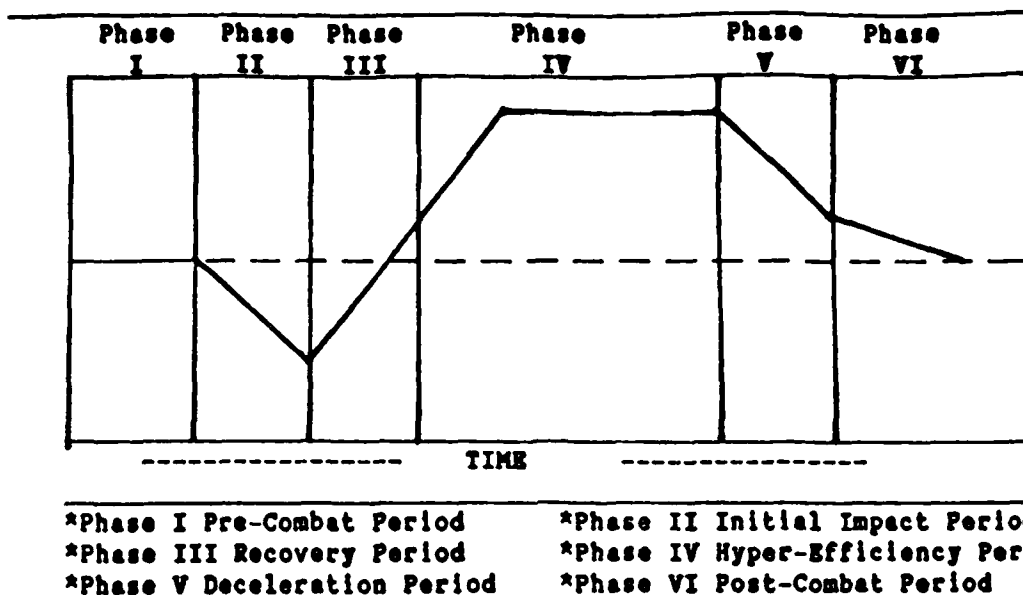 Phase Phase Phase Phase Phase Phase
I II III IV V VI
TIME
*Phase I Pre-Combat Period *Phase II Initial Impact Perio
*Phase III Recovery Period *Phase IV Hyper-Efficiency Per
*Phase V Deceleration Period *Phase VI Post-Combat Period